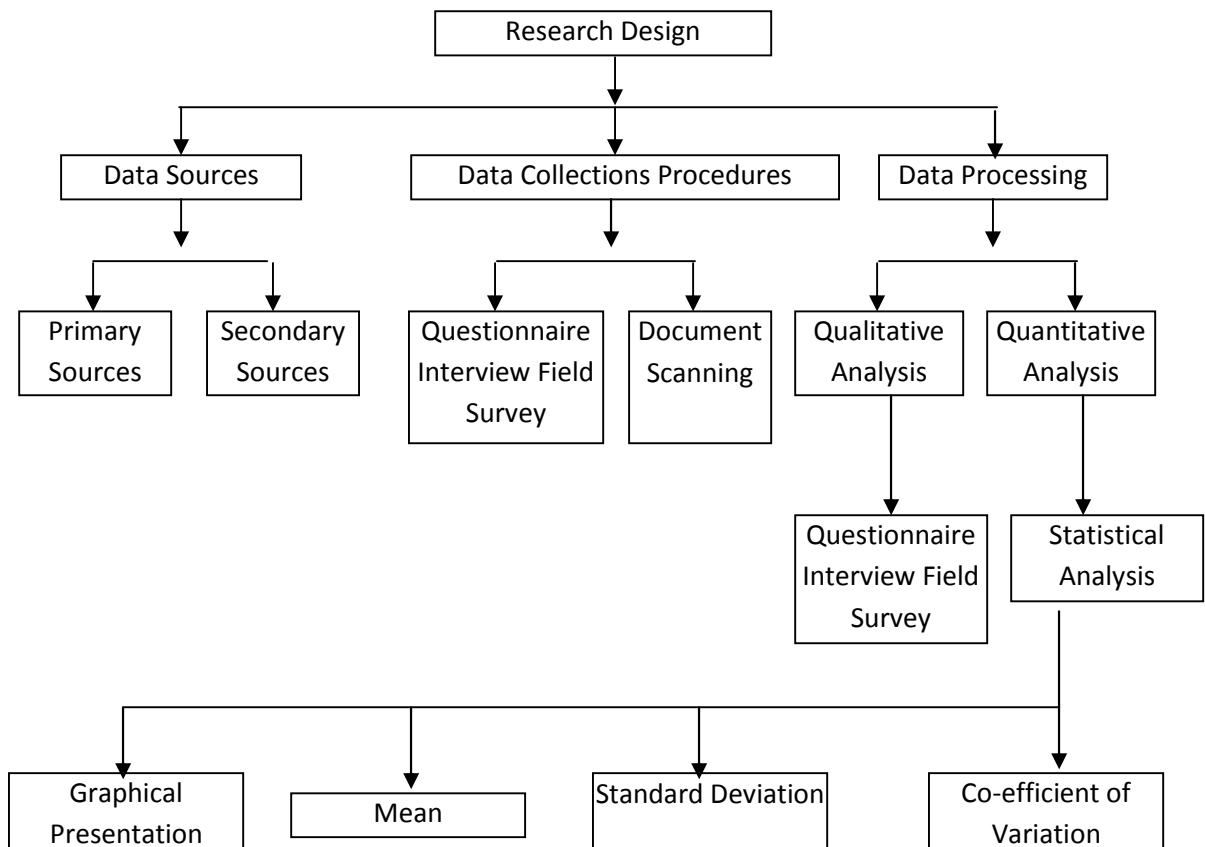 Research Design
Data Sources
Data Collections Procedures
Data Processing
Primary
Sources
Secondary
Sources
Questionnaire
Interview Field
Survey
Document
Scanning
Qualitative
Analysis
Quantitative
Analysis
Questionnaire
Interview Field
Survey
Statistical
Analysis
Graphical
Presentation
Mean
Standard Deviation
Co-efficient of
Variation